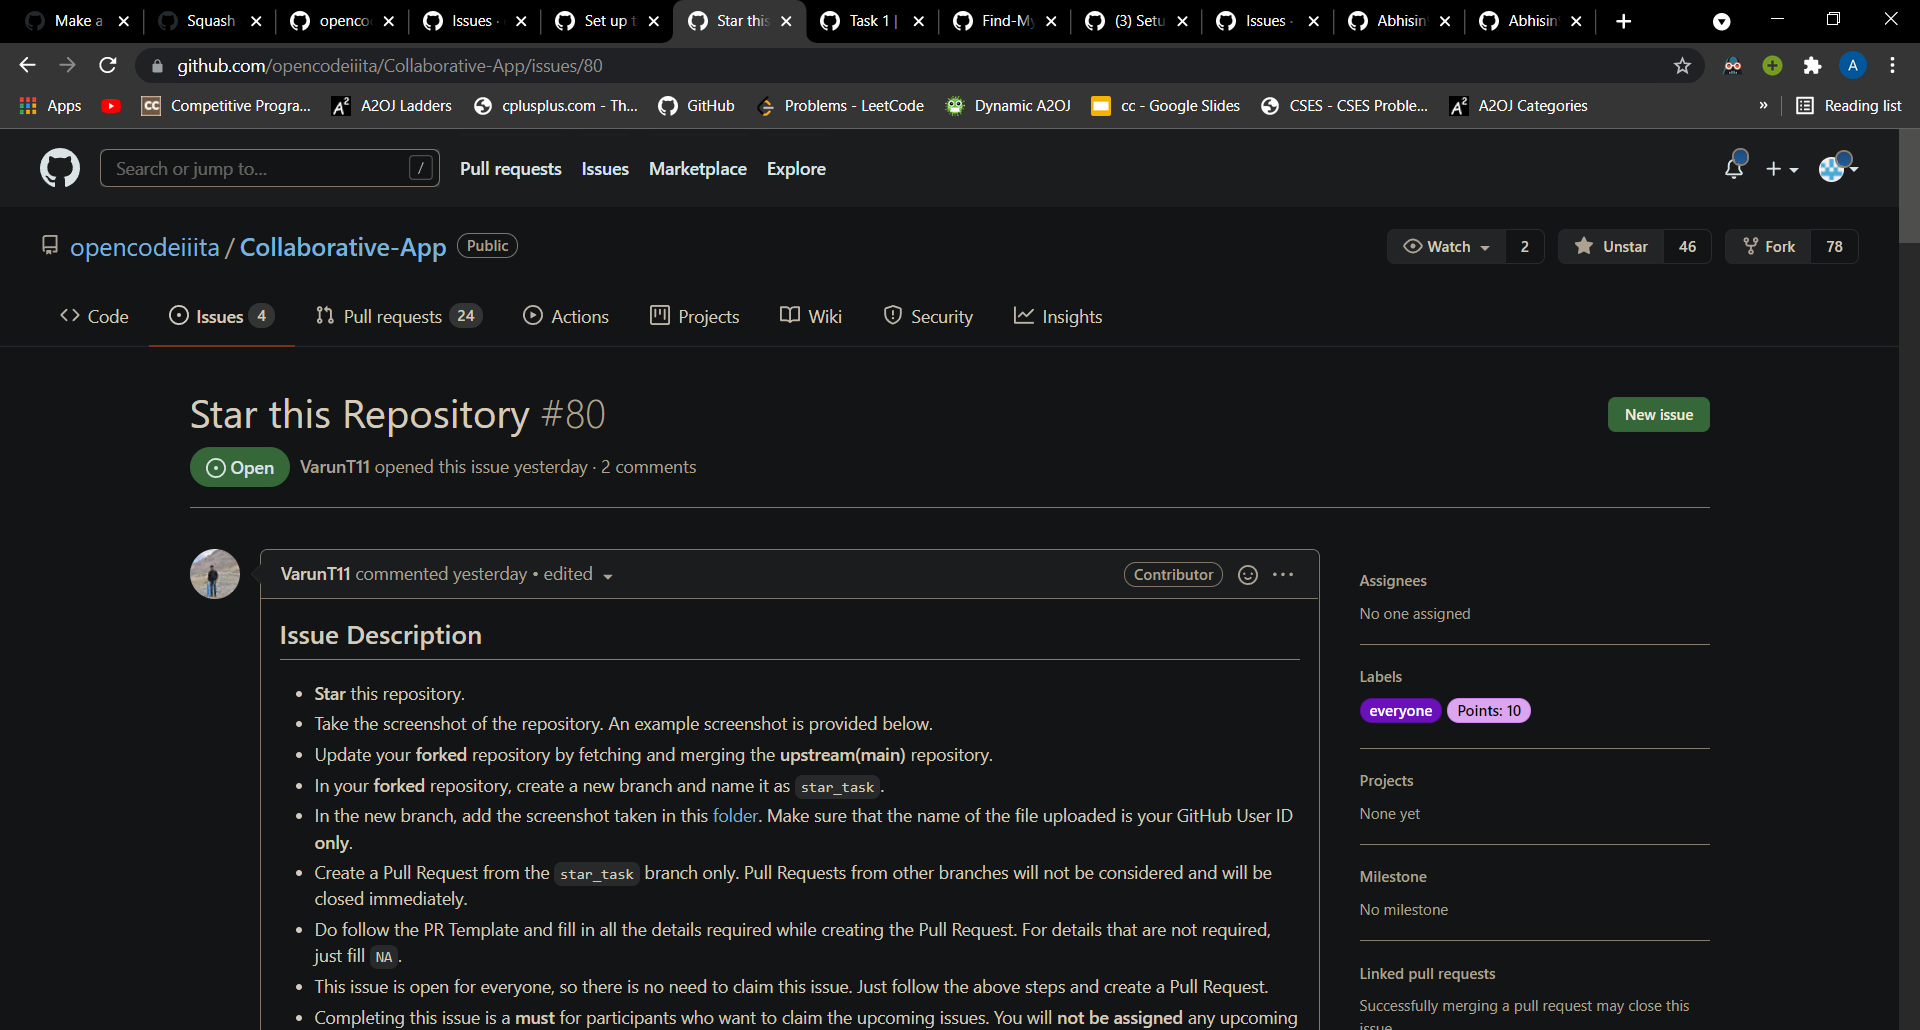 Make a
Squash
openco
Issues ·
Set up t
Star this
Task 1 |
Find-My
(3) Setu
Issues ·
Abhisin
Abhisin
github.com/opencodeiiita/Collaborative-App/issues/80
A
Apps
CC Competitive Progra...
A2 A2OJ Ladders
cplusplus.com - Th...
GitHub
Problems - LeetCode
Dynamic A2OJ
cc - Google Slides
CSES - CSES Proble...
A2 A2OJ Categories
»
Reading list
Search or jump to... /
Pull requests Issues Marketplace Explore
opencodeiiita / Collaborative-App Public
Watch 2
Unstar 46
Fork 78
Code
Issues 4
Pull requests 24
Actions
Projects
Wiki
Security
Insights
Star this Repository #80
New issue
Open VarunT11 opened this issue yesterday · 2 comments
VarunT11 commented yesterday • edited
Contributor
Issue Description
• Star this repository.
• Take the screenshot of the repository. An example screenshot is provided below.
• Update your forked repository by fetching and merging the upstream(main) repository.
• In your forked repository, create a new branch and name it as star_task.
• In the new branch, add the screenshot taken in this folder. Make sure that the name of the file uploaded is your GitHub User ID
only.
• Create a Pull Request from the star_task branch only. Pull Requests from other branches will not be considered and will be
closed immediately.
• Do follow the PR Template and fill in all the details required while creating the Pull Request. For details that are not required,
just fill NA.
• This issue is open for everyone, so there is no need to claim this issue. Just follow the above steps and create a Pull Request.
• Completing this issue is a must for participants who want to claim the upcoming issues. You will not be assigned any upcoming
Assignees
No one assigned
Labels
everyone Points: 10
Projects
None yet
Milestone
No milestone
Linked pull requests
Successfully merging a pull request may close this
issue.